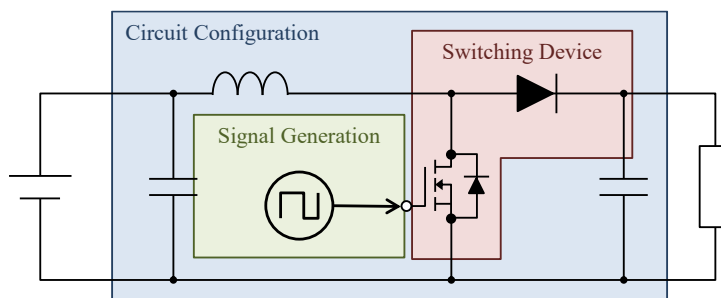 Circuit Configuration
Switching Device
Signal Generation